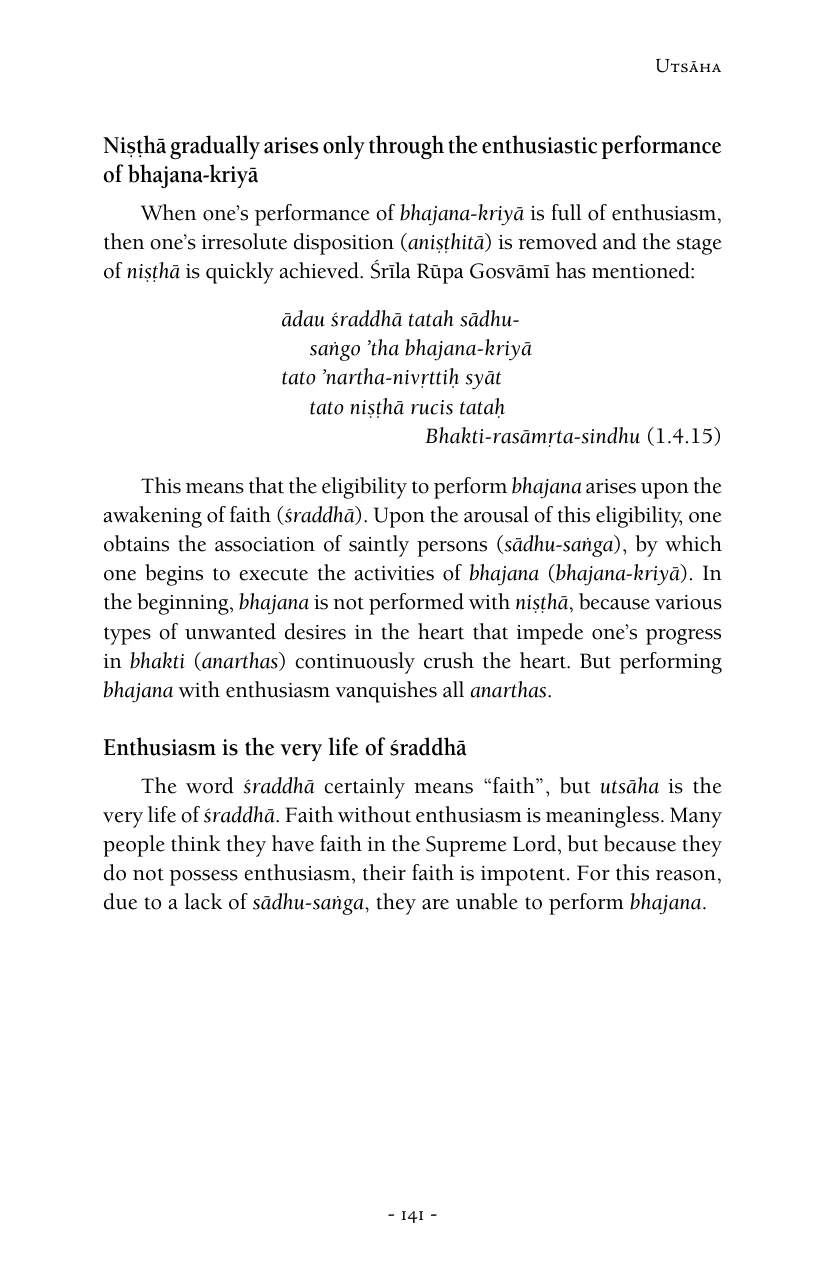 Utsāha
Niṣṭhā gradually arises only through the enthusiastic performance
of bhajana-kriyā
When one’s performance of bhajana-kriyā is full of enthusiasm,
then one’s irresolute disposition (aniṣṭhitā) is removed and the stage
of niṣṭhā is quickly achieved. Śrīla Rūpa Gosvāmī has mentioned:
ādau śraddhā tatah sādhu-
saṅgo ’tha bhajana-kriyā
tato ’nartha-nivṛttiḥ syāt
tato niṣṭhā rucis tataḥ
Bhakti-rasāmṛta-sindhu (1.4.15)
This means that the eligibility to perform bhajana arises upon the
awakening of faith (śraddhā). Upon the arousal of this eligibility, one
obtains the association of saintly persons (sādhu-saṅga), by which
one begins to execute the activities of bhajana (bhajana-kriyā). In
the beginning, bhajana is not performed with niṣṭhā, because various
types of unwanted desires in the heart that impede one’s progress
in bhakti (anarthas) continuously crush the heart. But performing
bhajana with enthusiasm vanquishes all anarthas.
Enthusiasm is the very life of śraddhā
The word śraddhā certainly means “faith”, but utsāha is the
very life of śraddhā. Faith without enthusiasm is meaningless. Many
people think they have faith in the Supreme Lord, but because they
do not possess enthusiasm, their faith is impotent. For this reason,
due to a lack of sādhu-saṅga, they are unable to perform bhajana.
- 141 -